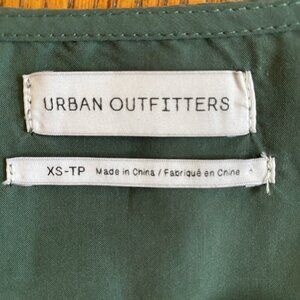 URBAN OUTFITTERS
XS-TP Made in China / Fabriqué en Chine